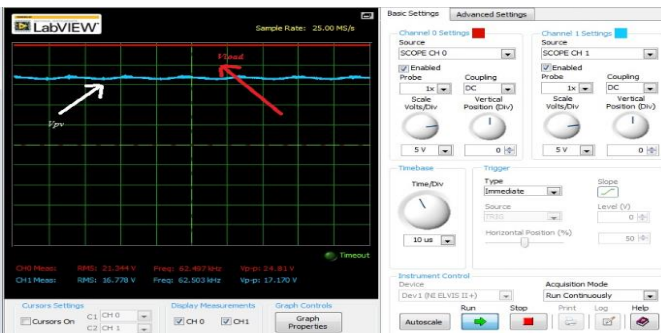 LabVIEW
Sample Rate: 25.00 MS/s
Vload
Vpv
Timeout
CH0 Meas: RMS: 21.344 V Freq: 62.497 kHz Vp-p: 24.81 V
CH1 Meas: RMS: 16.778 V Freq: 62.503 kHz Vp-p: 17.170 V
Cursors Settings
Cursors On
C1 CH 0
C2 CH 1
Display Measurements
CH 0 CH1
Graph Controls
Graph
Properties
Basic Settings Advanced Settings
Channel 0 Settings
Source
SCOPE CH 0
Enabled
Probe Coupling
1x DC
Scale Vertical
Volts/Div Position (Div)
5 V 0
Channel 1 Settings
Source
SCOPE CH 1
Enabled
Probe Coupling
1x DC
Scale Vertical
Volts/Div Position (Div)
5 V 0
Timebase
Time/Div
10 us
Trigger
Type
Immediate
Slope
Source
TRIG
Level (V)
0
Horizontal Position (%)
50
Instrument Control
Device
Dev1 (NI ELVIS II+)
Acquisition Mode
Run Continuously
Run Stop Print Log Help
Autoscale